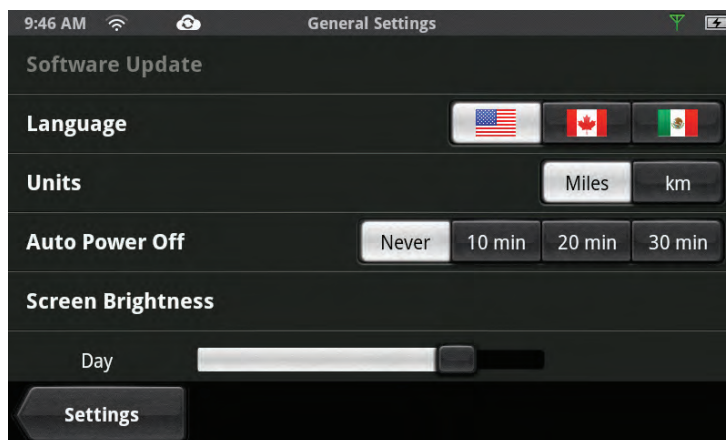 9:46 AM General Settings
Software Update
Language
Units Miles km
Auto Power Off Never 10 min 20 min 30 min
Screen Brightness
Day
Settings